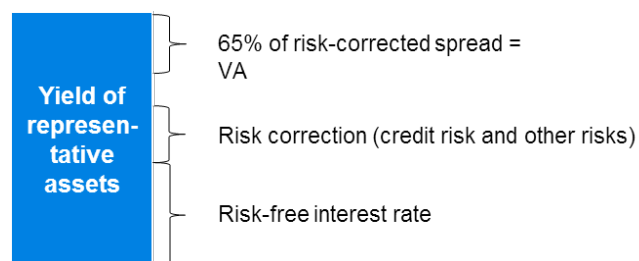 65% of risk-corrected spread =
VA
Yield of
represen-
tative
assets
Risk correction (credit risk and other risks)
Risk-free interest rate